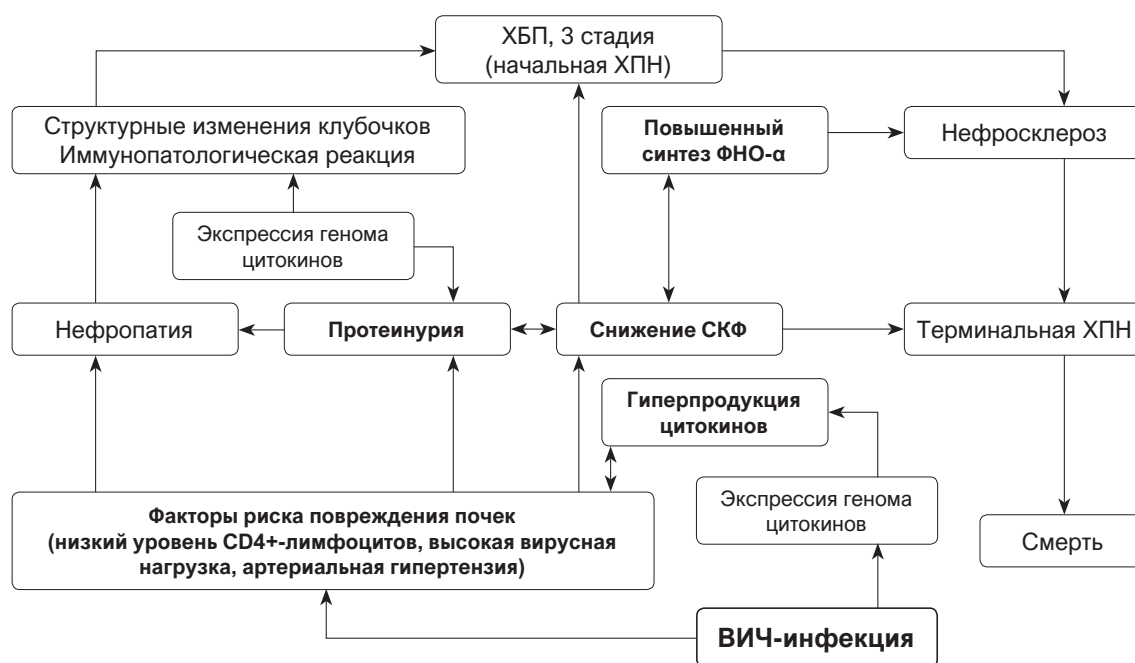 ХБП, 3 стадия
(начальная ХПН)
Структурные изменения клубочков
Иммунопатологическая реакция
Повышенный
синтез ФНО-α
Нефросклероз
Экспрессия генома
цитокинов
Нефропатия
Протеинурия
Снижение СКФ
Терминальная ХПН
Гиперпродукция
цитокинов
Факторы риска повреждения почек
(низкий уровень CD4+-лимфоцитов, высокая вирусная
нагрузка, артериальная гипертензия)
Экспрессия генома
цитокинов
Смерть
ВИЧ-инфекция